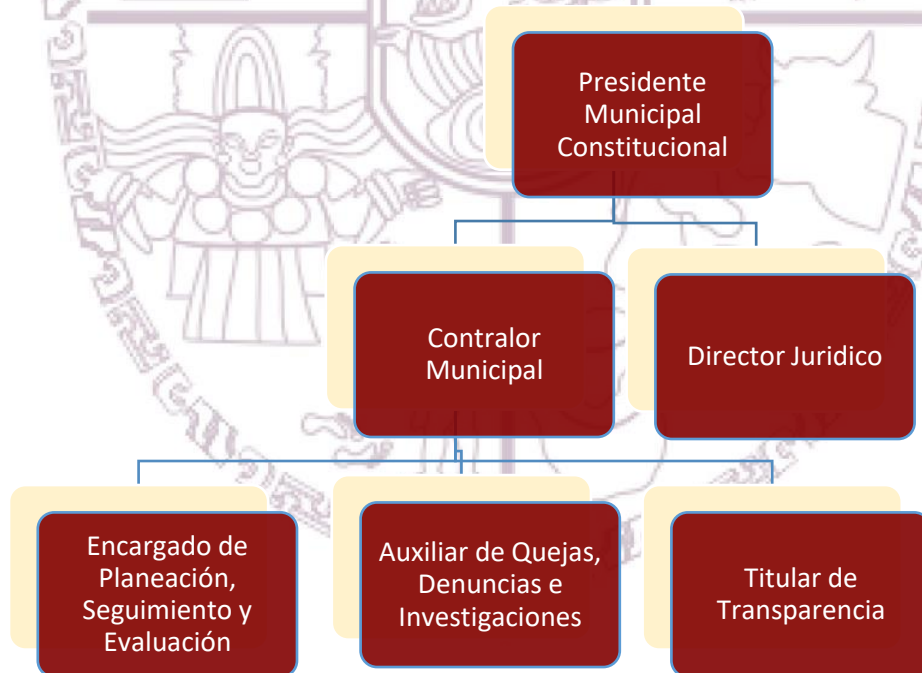 Presidente
Municipal
Constitucional
Contralor
Municipal
Director Juridico
Encargado de
Planeación,
Seguimiento y
Evaluación
Auxiliar de Quejas,
Denuncias e
Investigaciones
Titular de
Transparencia